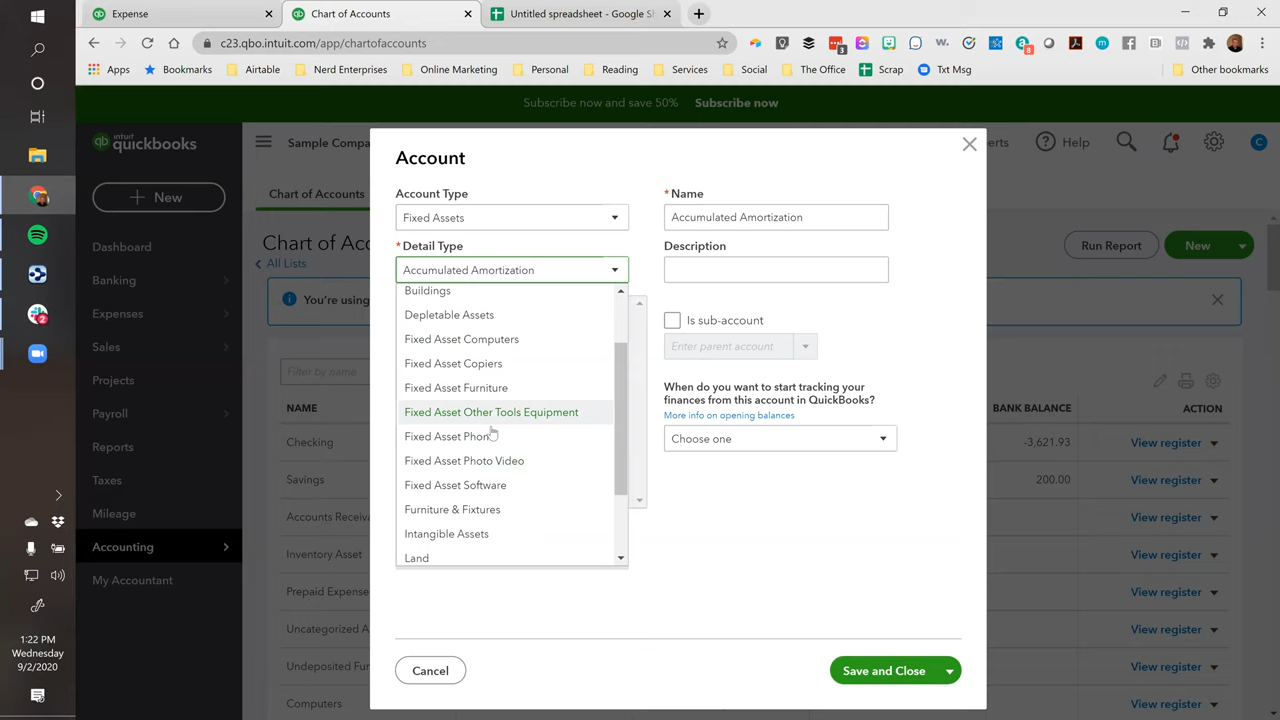 Expense
Chart of Accounts
Untitled spreadsheet - Google Sh
c23.qbo.intuit.com/app/chartofaccounts
Apps
Bookmarks
Airtable
Nerd Enterprises
Online Marketing
Personal
Reading
Services
Social
The Office
Scrap
Txt Msg
Other bookmarks
Subscribe now and save 50% Subscribe now
intuit
quickbooks
Sample Compa
erts
Help
C
New
Dashboard
Banking
Expenses
Sales
Projects
Payroll
Reports
Taxes
Mileage
Accounting
My Accountant
Chart of Accounts
Chart of Acc
All Lists
Run Report
New
You're using
Filter by name
NAME
BANK BALANCE
ACTION
Checking
-3,621.93
View register
Savings
200.00
View register
Accounts Receiva
View register
Inventory Asset
View register
Prepaid Expense
View register
Uncategorized A
View register
Undeposited Fur
View register
Computers
View register
Account
Account Type
Fixed Assets
* Detail Type
Accumulated Amortization
Buildings
Depletable Assets
Fixed Asset Computers
Fixed Asset Copiers
Fixed Asset Furniture
Fixed Asset Other Tools Equipment
Fixed Asset Phon
Fixed Asset Photo Video
Fixed Asset Software
Furniture & Fixtures
Intangible Assets
Land
* Name
Accumulated Amortization
Description
Is sub-account
Enter parent account
When do you want to start tracking your
finances from this account in QuickBooks?
More info on opening balances
Choose one
Cancel
Save and Close
1:22 PM
Wednesday
9/2/2020